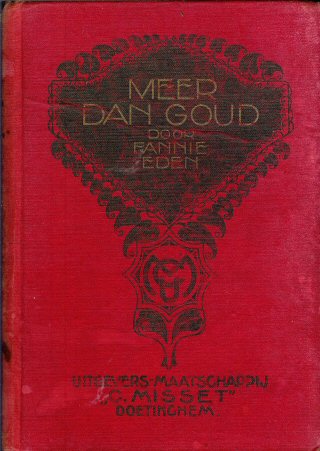 MEER
DAN GOUD
DOOR
FANNIE
EDEN
UITGEVERS-MAATSCHAPPIJ
„C. MISSET”
DOETINCHEM